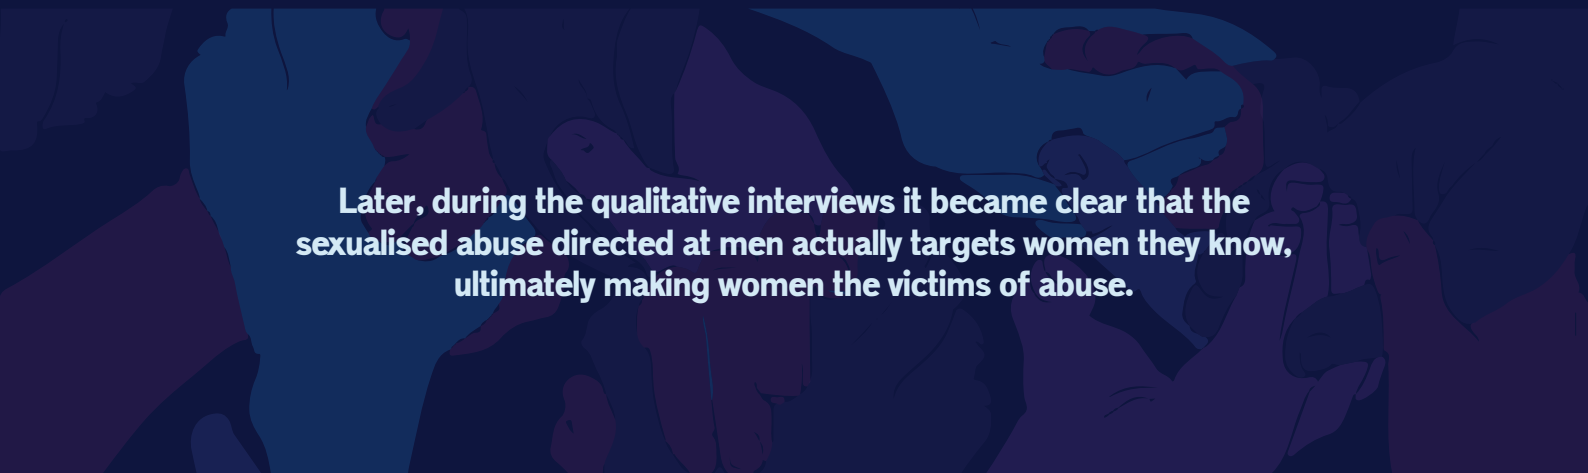 Later, during the qualitative interviews it became clear that the
sexualised abuse directed at men actually targets women they know,
ultimately making women the victims of abuse.